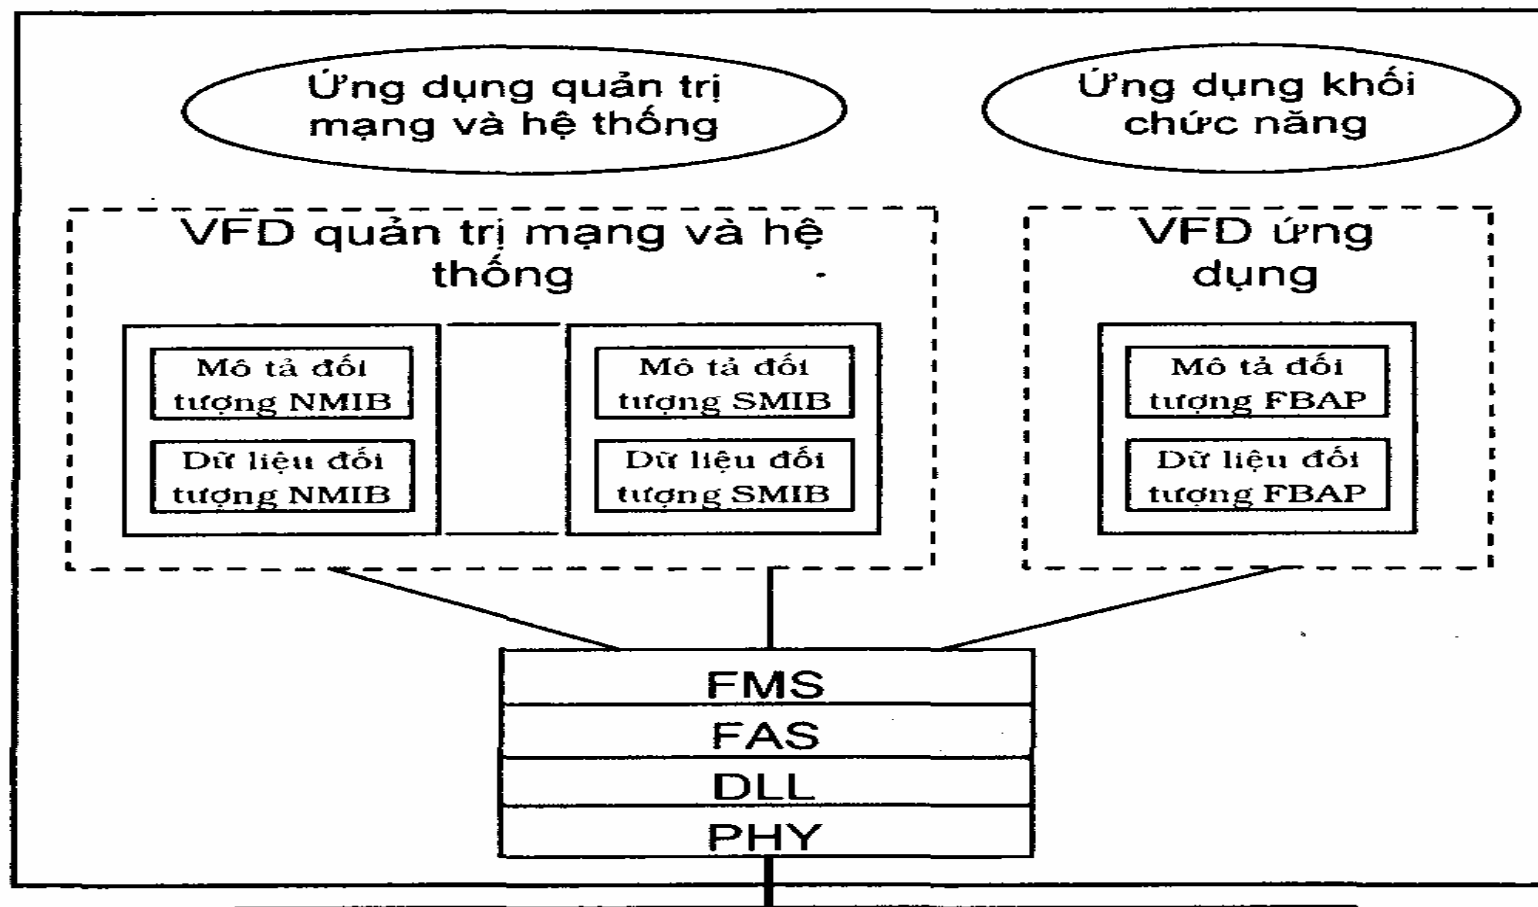 Ứng dụng quản trị
mạng và hệ thống
Ứng dụng khối
chức năng
VFD quản trị mạng và hệ
thống
VFD ứng
dụng
Mô tả đối
tượng NMIB
Dữ liệu đối
tượng NMIB
Mô tả đối
tượng SMIB
Dữ liệu đối
tượng SMIB
Mô tả đối
tượng FBAP
Dữ liệu đối
tượng FBAP
FMS
FAS
DLL
PHY